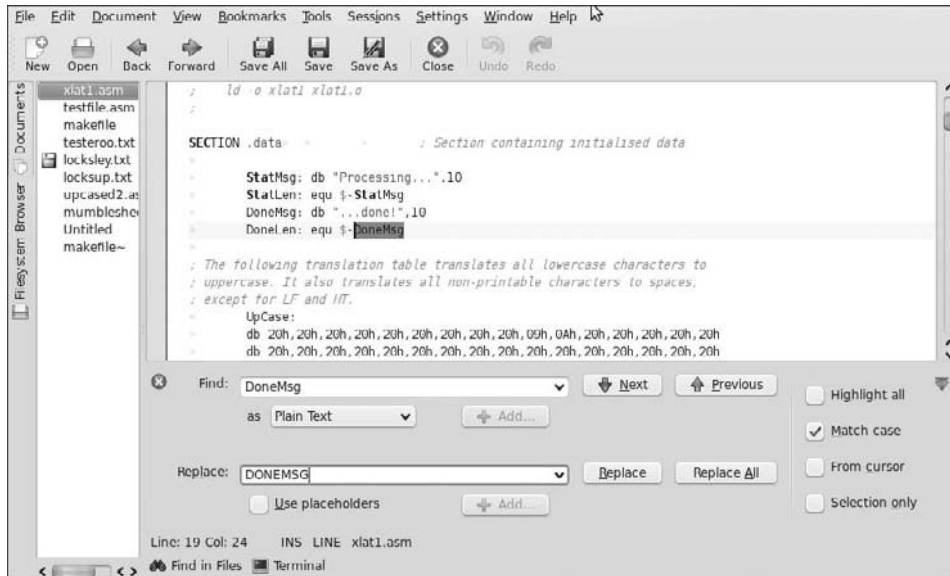 File Edit Document View Bookmarks Tools Sessions Settings Window Help
New Open Back Forward Save All Save Save As Close Undo Redo
Documents
Filesystem Browser
xlat1.asm
testfile.asm
makefile
testeroo.txt
locksley.txt
locksup.txt
upcased2.as
mumbleshe
Untitled
makefile~
; ld -o xlat1 xlat1.o
;
SECTION .data ; Section containing initialised data
StatMsg: db "Processing...",10
StatLen: equ $-StatMsg
DoneMsg: db "...done!",10
DoneLen: equ $-DoneMsg
; The following translation table translates all lowercase characters to
; uppercase. It also translates all non-printable characters to spaces,
; except for LF and HT.
UpCase:
db 20h,20h,20h,20h,20h,20h,20h,20h,20h,09h,0Ah,20h,20h,20h,20h,20h
db 20h,20h,20h,20h,20h,20h,20h,20h,20h,20h,20h,20h,20h,20h,20h,20h
Find: DoneMsg Next Previous
as Plain Text Add...
Replace: DONEMSG Replace Replace All
Use placeholders Add...
Highlight all
Match case
From cursor
Selection only
Line: 19 Col: 24 INS LINE xlat1.asm
Find in Files Terminal